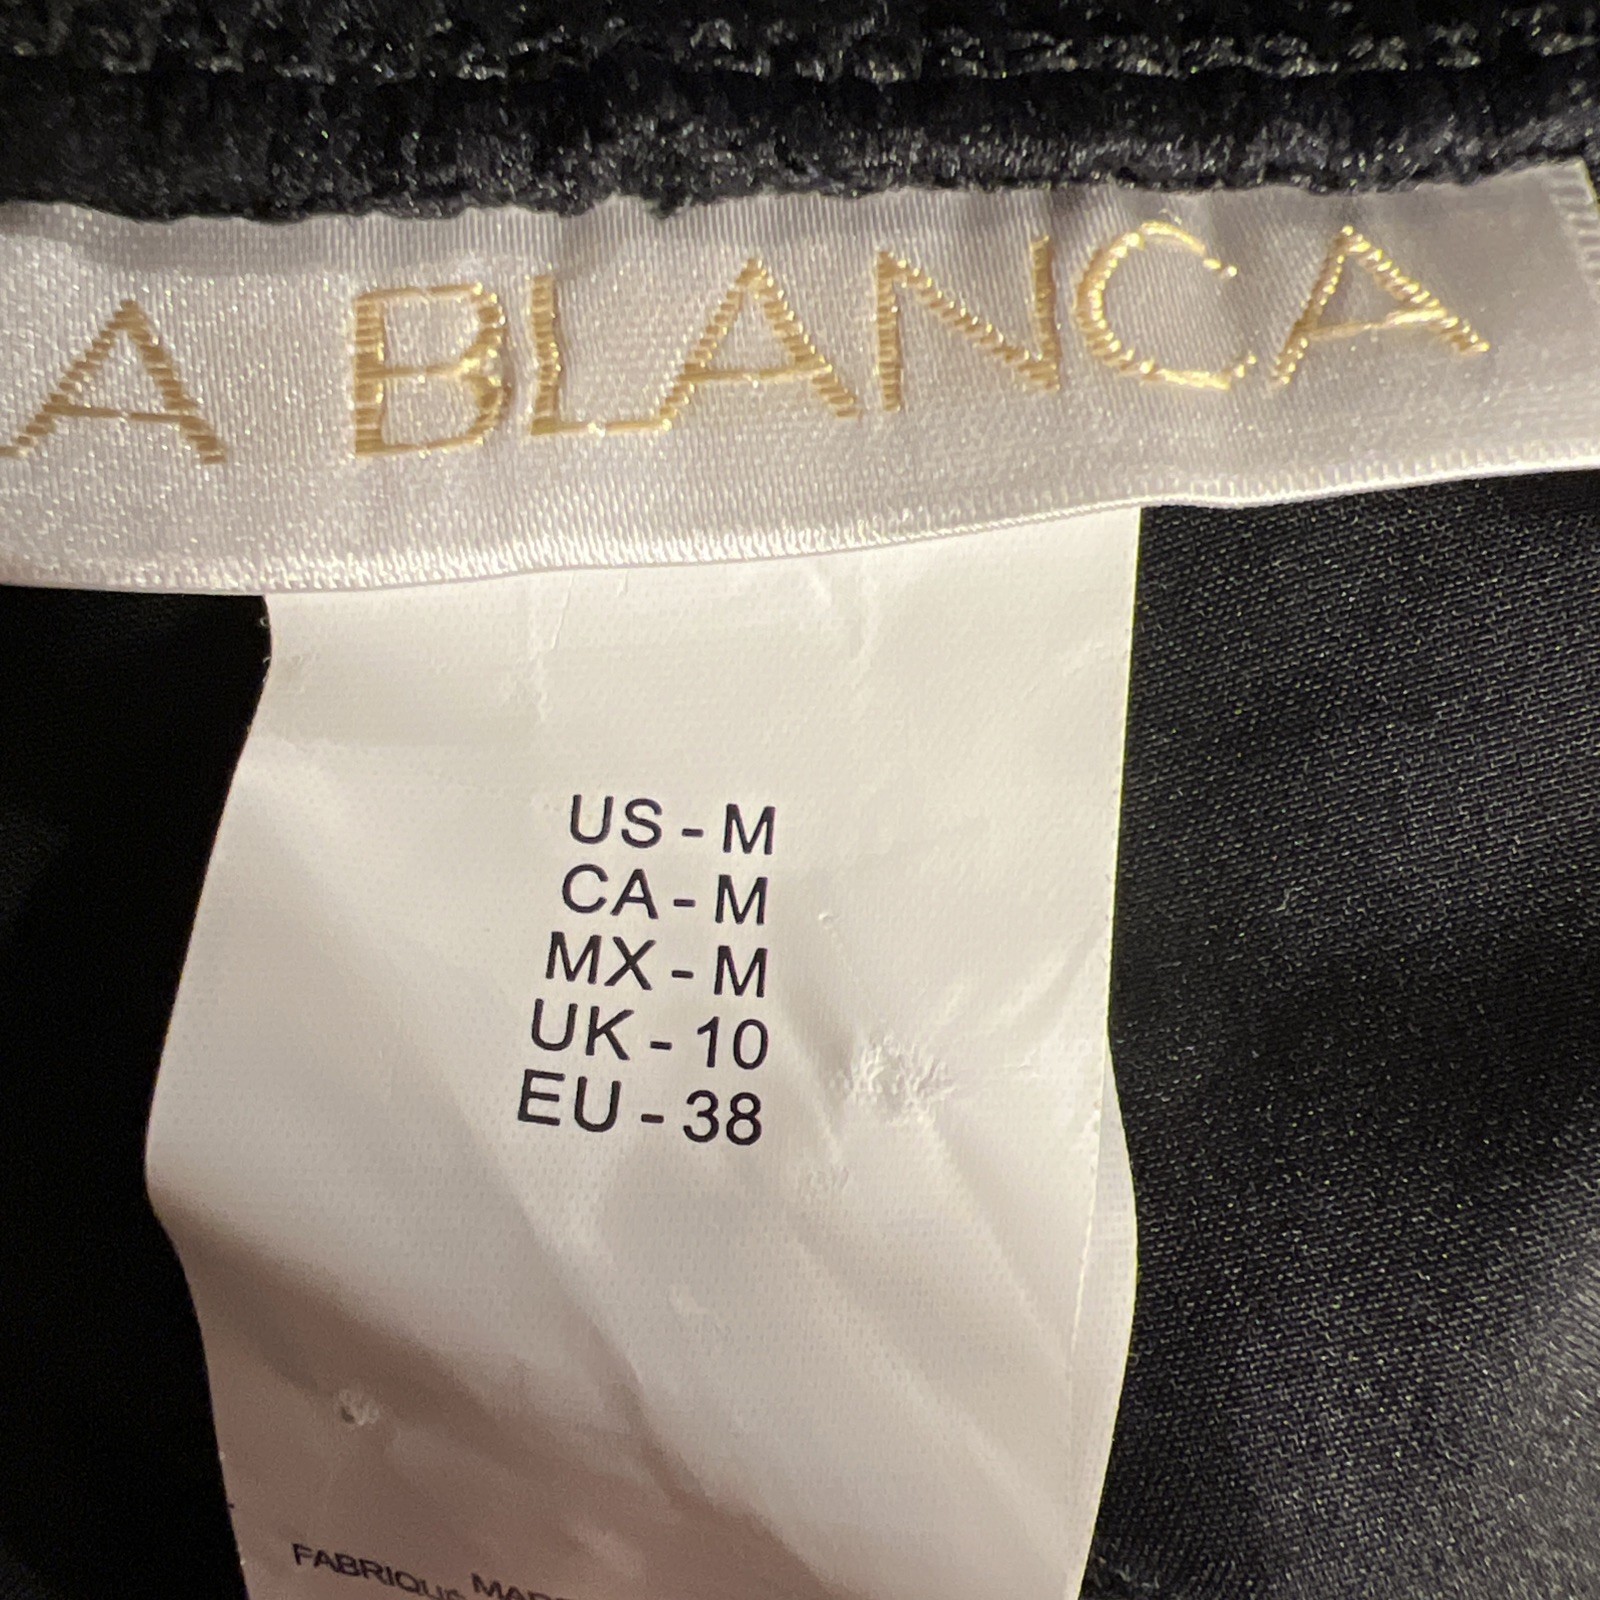 A BLANCA
US - M
CA - M
MX - M
UK - 10
EU - 38